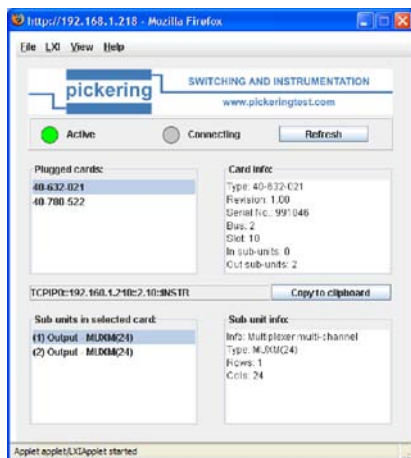 http://192.168.1.218 - Mozilla Firefox
File LXI View Help
pickering
SWITCHING AND INSTRUMENTATION
www.pickeringtest.com
Active
Connecting
Refresh
Plugged cards:
40-632-021
40-780-522
Card info:
Type: 40-632-021
Revision: 1.00
Serial No.: 991046
Bus: 2
Slot: 10
In sub-units: 0
Out sub-units: 2
TCPIP0::192.168.1.218::2.10::INSTR
Copy to clipboard
Sub units in selected card:
(1) Output - MUXM(24)
(2) Output - MUXM(24)
Sub unit info:
Info: Multiplexer multi-channel
Type: MUXM(24)
Rows: 1
Cols: 24
Applet applet/LXIApplet started